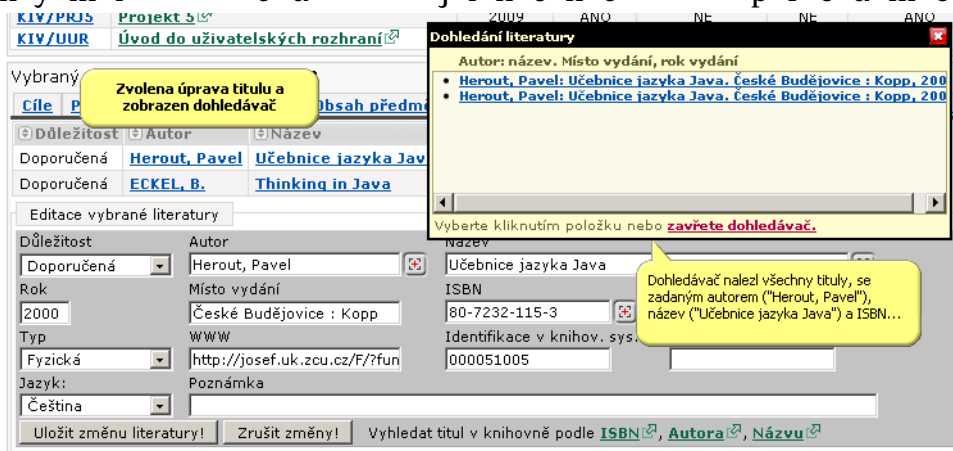 KIV/PRJ5 Projekt 5 2009 ANO NE NE ANO
KIV/UUR Úvod do uživatelských rozhraní
Dohledání literatury
Autor: název. Místo vydání, rok vydání
Herout, Pavel: Učebnice jazyka Java. České Budějovice : Kopp, 200
Herout, Pavel: Učebnice jazyka Java. České Budějovice : Kopp, 200
Vyberte kliknutím položku nebo zavřete dohledávač.
Vybraný
Zvolena úprava titulu a
zobrazen dohledávač
Cíle P Obsah předmě
Důležitost Autor Název
Doporučená Herout, Pavel Učebnice jazyka Jav
Doporučená ECKEL, B. Thinking in Java
Editace vybrané literatury
Důležitost Autor Název
Doporučená Herout, Pavel Učebnice jazyka Java
Dohledávač nalezl všechny tituly, se
zadaným autorem ("Herout, Pavel"),
název ("Učebnice jazyka Java") a ISBN...
Rok Místo vydání ISBN
2000 České Budějovice : Kopp 80-7232-115-3
Typ WWW Identifikace v knihov. sys.
Fyzická http://josef.uk.zcu.cz/F/?fun 000051005
Jazyk: Poznámka
Čeština
Uložit změnu literatury! Zrušit změny! Vyhledat titul v knihovně podle ISBN, Autora, Názvu